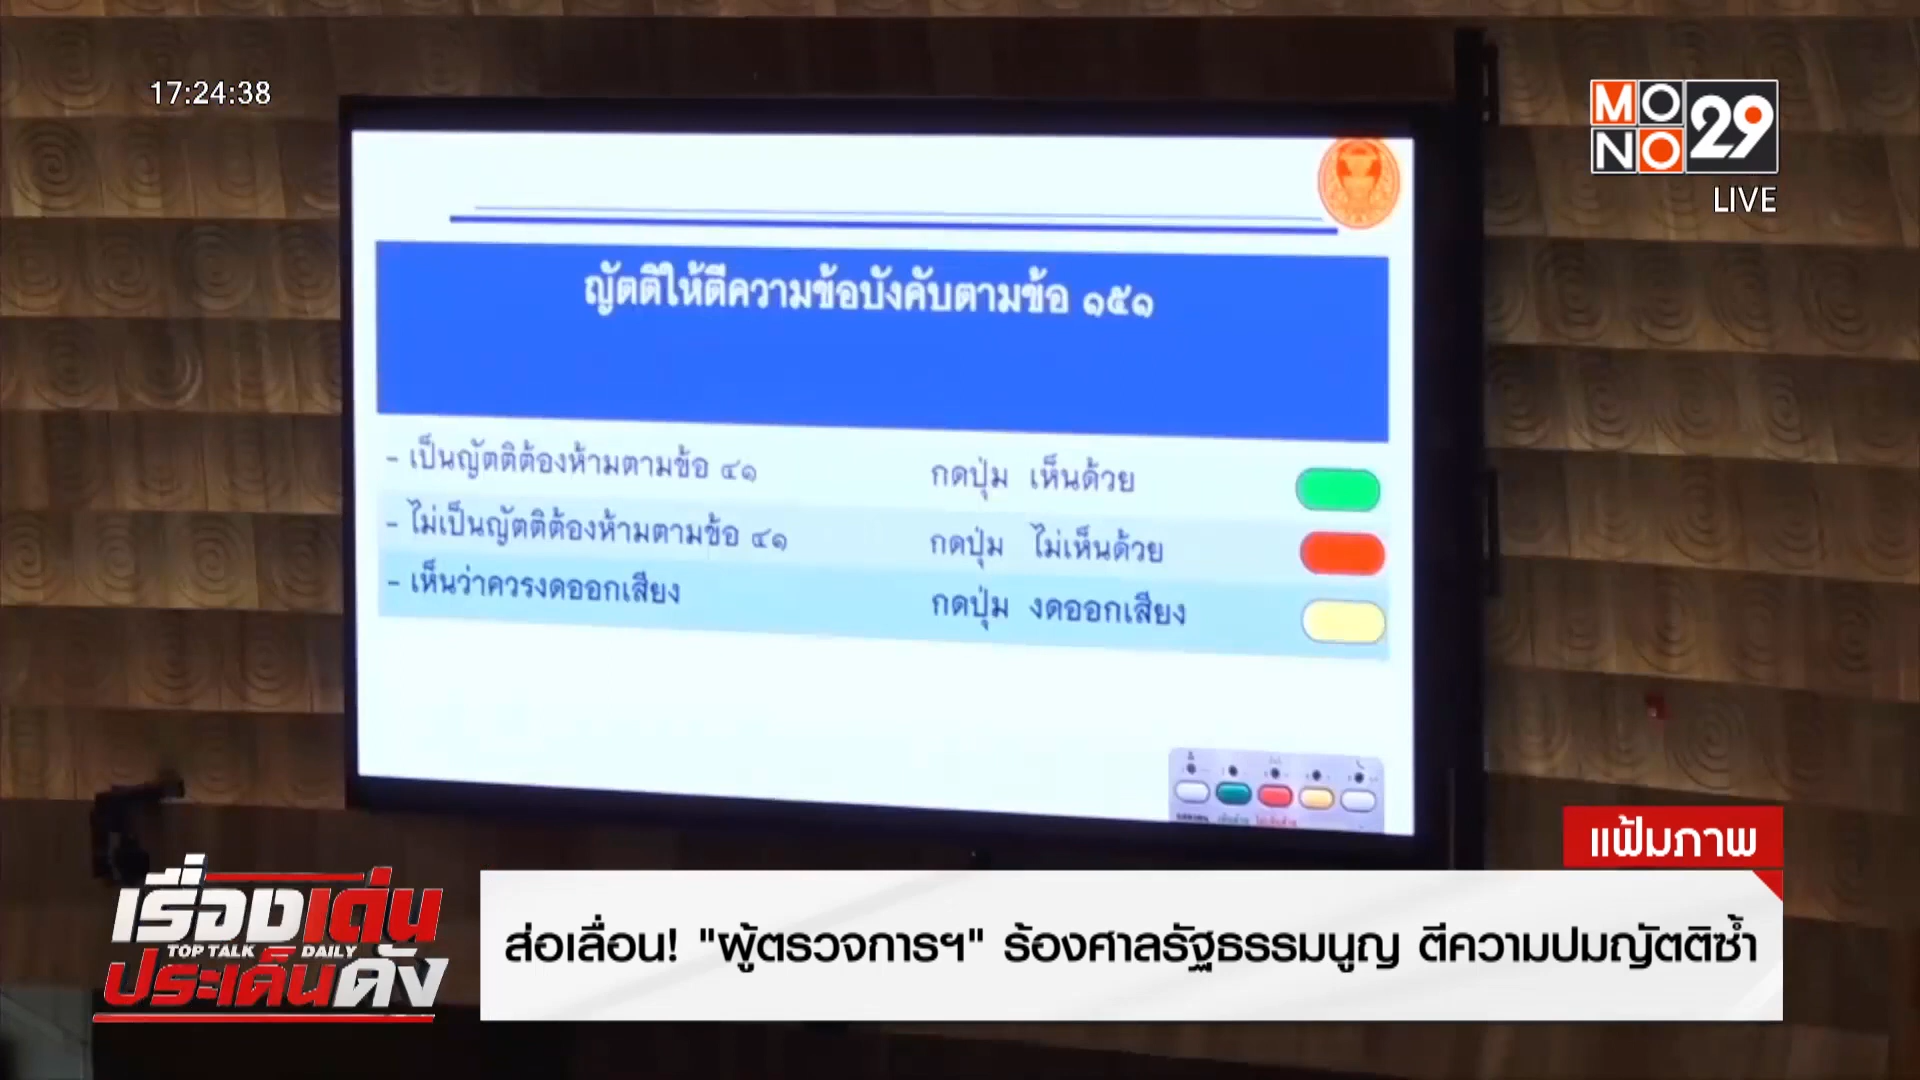 17:24:38
MONO 29
LIVE
ญัตติให้ตีความข้อบังคับตามข้อ ๑๕๑
- เป็นญัตติต้องห้ามตามข้อ ๔๑ กดปุ่ม เห็นด้วย
- ไม่เป็นญัตติต้องห้ามตามข้อ ๔๑ กดปุ่ม ไม่เห็นด้วย
- เห็นว่าควรงดออกเสียง กดปุ่ม งดออกเสียง
แฟ้มภาพ
เรื่องเด่น
TOP TALK DAILY
ประเด็นดัง
ส่อเลื่อน! "ผู้ตรวจการฯ" ร้องศาลรัฐธรรมนูญ ตีความปมญัตติซ้ำ